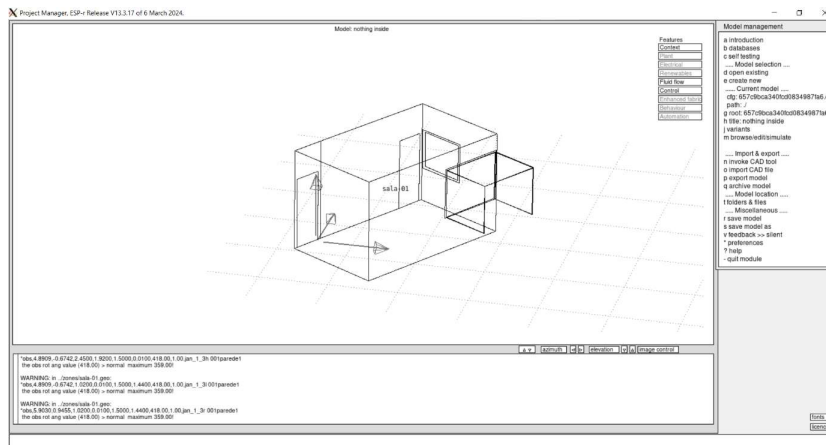 Project Manager, ESP-r Release V13.3.17 of 6 March 2024.
Model: nothing inside
Features
Context
Plant
Electrical
Renewables
Fluid flow
Control
Enhanced fabric
Behaviour
Automation
sala-01
azimuth
elevation
image control
*obs,4.8909,-0.6742,2.4500,1.9200,1.5000,0.0100,418.00,1.00,jan_1_3h 001parede1
the obs rot ang value (418.00) > normal maximum 359.00!
WARNING: in ../zones/sala-01.geo:
*obs,4.8909,-0.6742,1.0200,0.0100,1.5000,1.4400,418.00,1.00,jan_1_3l 001parede1
the obs rot ang value (418.00) > normal maximum 359.00!
WARNING: in ../zones/sala-01.geo:
*obs,5.9030,0.9455,1.0200,0.0100,1.5000,1.4400,418.00,1.00,jan_1_3r 001parede1
the obs rot ang value (418.00) > normal maximum 359.00!
Model management
a introduction
b databases
c self testing
.... Model selection ....
d open existing
e create new
..... Current model ....
cfg: 657c9bca340fcd0834987fa6.
path: ./
g root: 657c9bca340fcd0834987fa6
h title: nothing inside
j variants
m browse/edit/simulate
.... Import & export ....
n invoke CAD tool
o import CAD file
p export model
q archive model
.... Model location ....
t folders & files
.... Miscellaneous ....
r save model
s save model as
v feedback >> silent
* preferences
? help
- quit module
fonts
licence